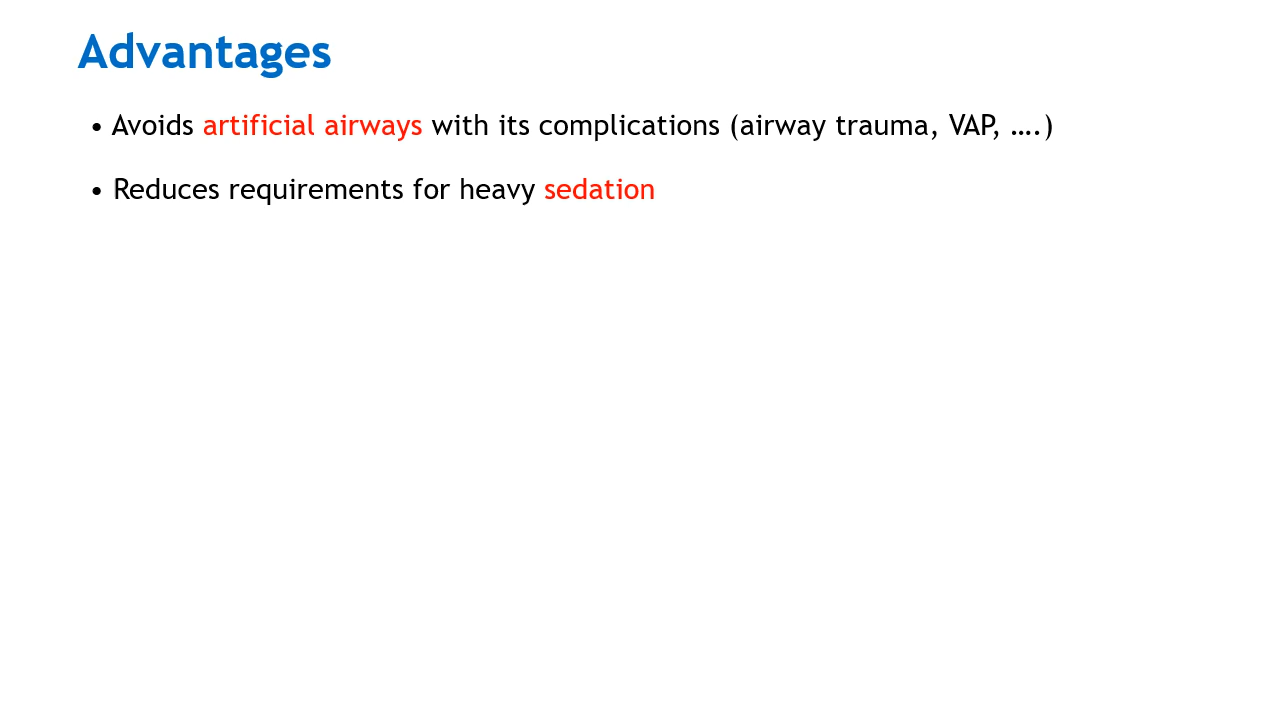 Advantages
• Avoids artificial airways with its complications (airway trauma, VAP, ….)
• Reduces requirements for heavy sedation